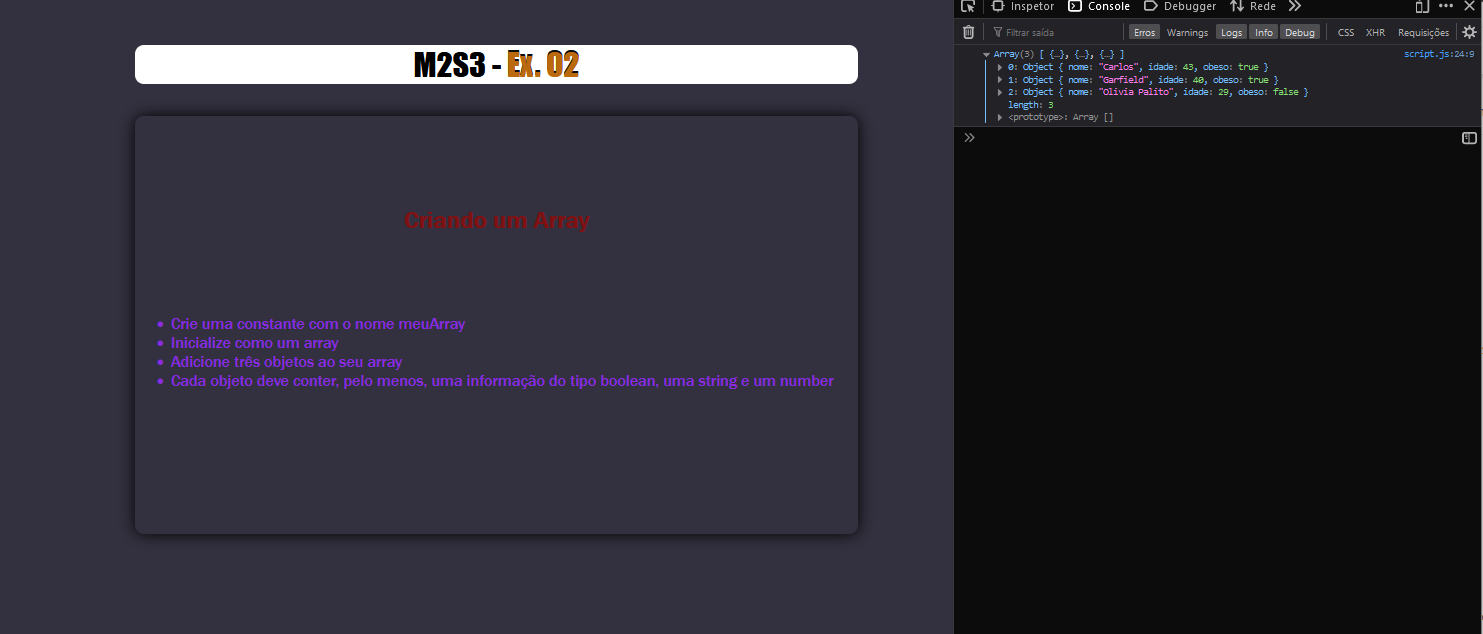 M2S3 - Ex. 02
Criando um Array
• Crie uma constante com o nome meuArray
• Inicialize como um array
• Adicione três objetos ao seu array
• Cada objeto deve conter, pelo menos, uma informação do tipo boolean, uma string e um number
Inspetor Console Debugger Rede
Filtrar saída Erros Warnings Logs Info Debug CSS XHR Requisições
Array(3) [ {…}, {…}, {…} ] script.js:24:9
0: Object { nome: "Carlos", idade: 43, obeso: true }
1: Object { nome: "Garfield", idade: 40, obeso: true }
2: Object { nome: "Olivia Palito", idade: 29, obeso: false }
length: 3
<prototype>: Array []